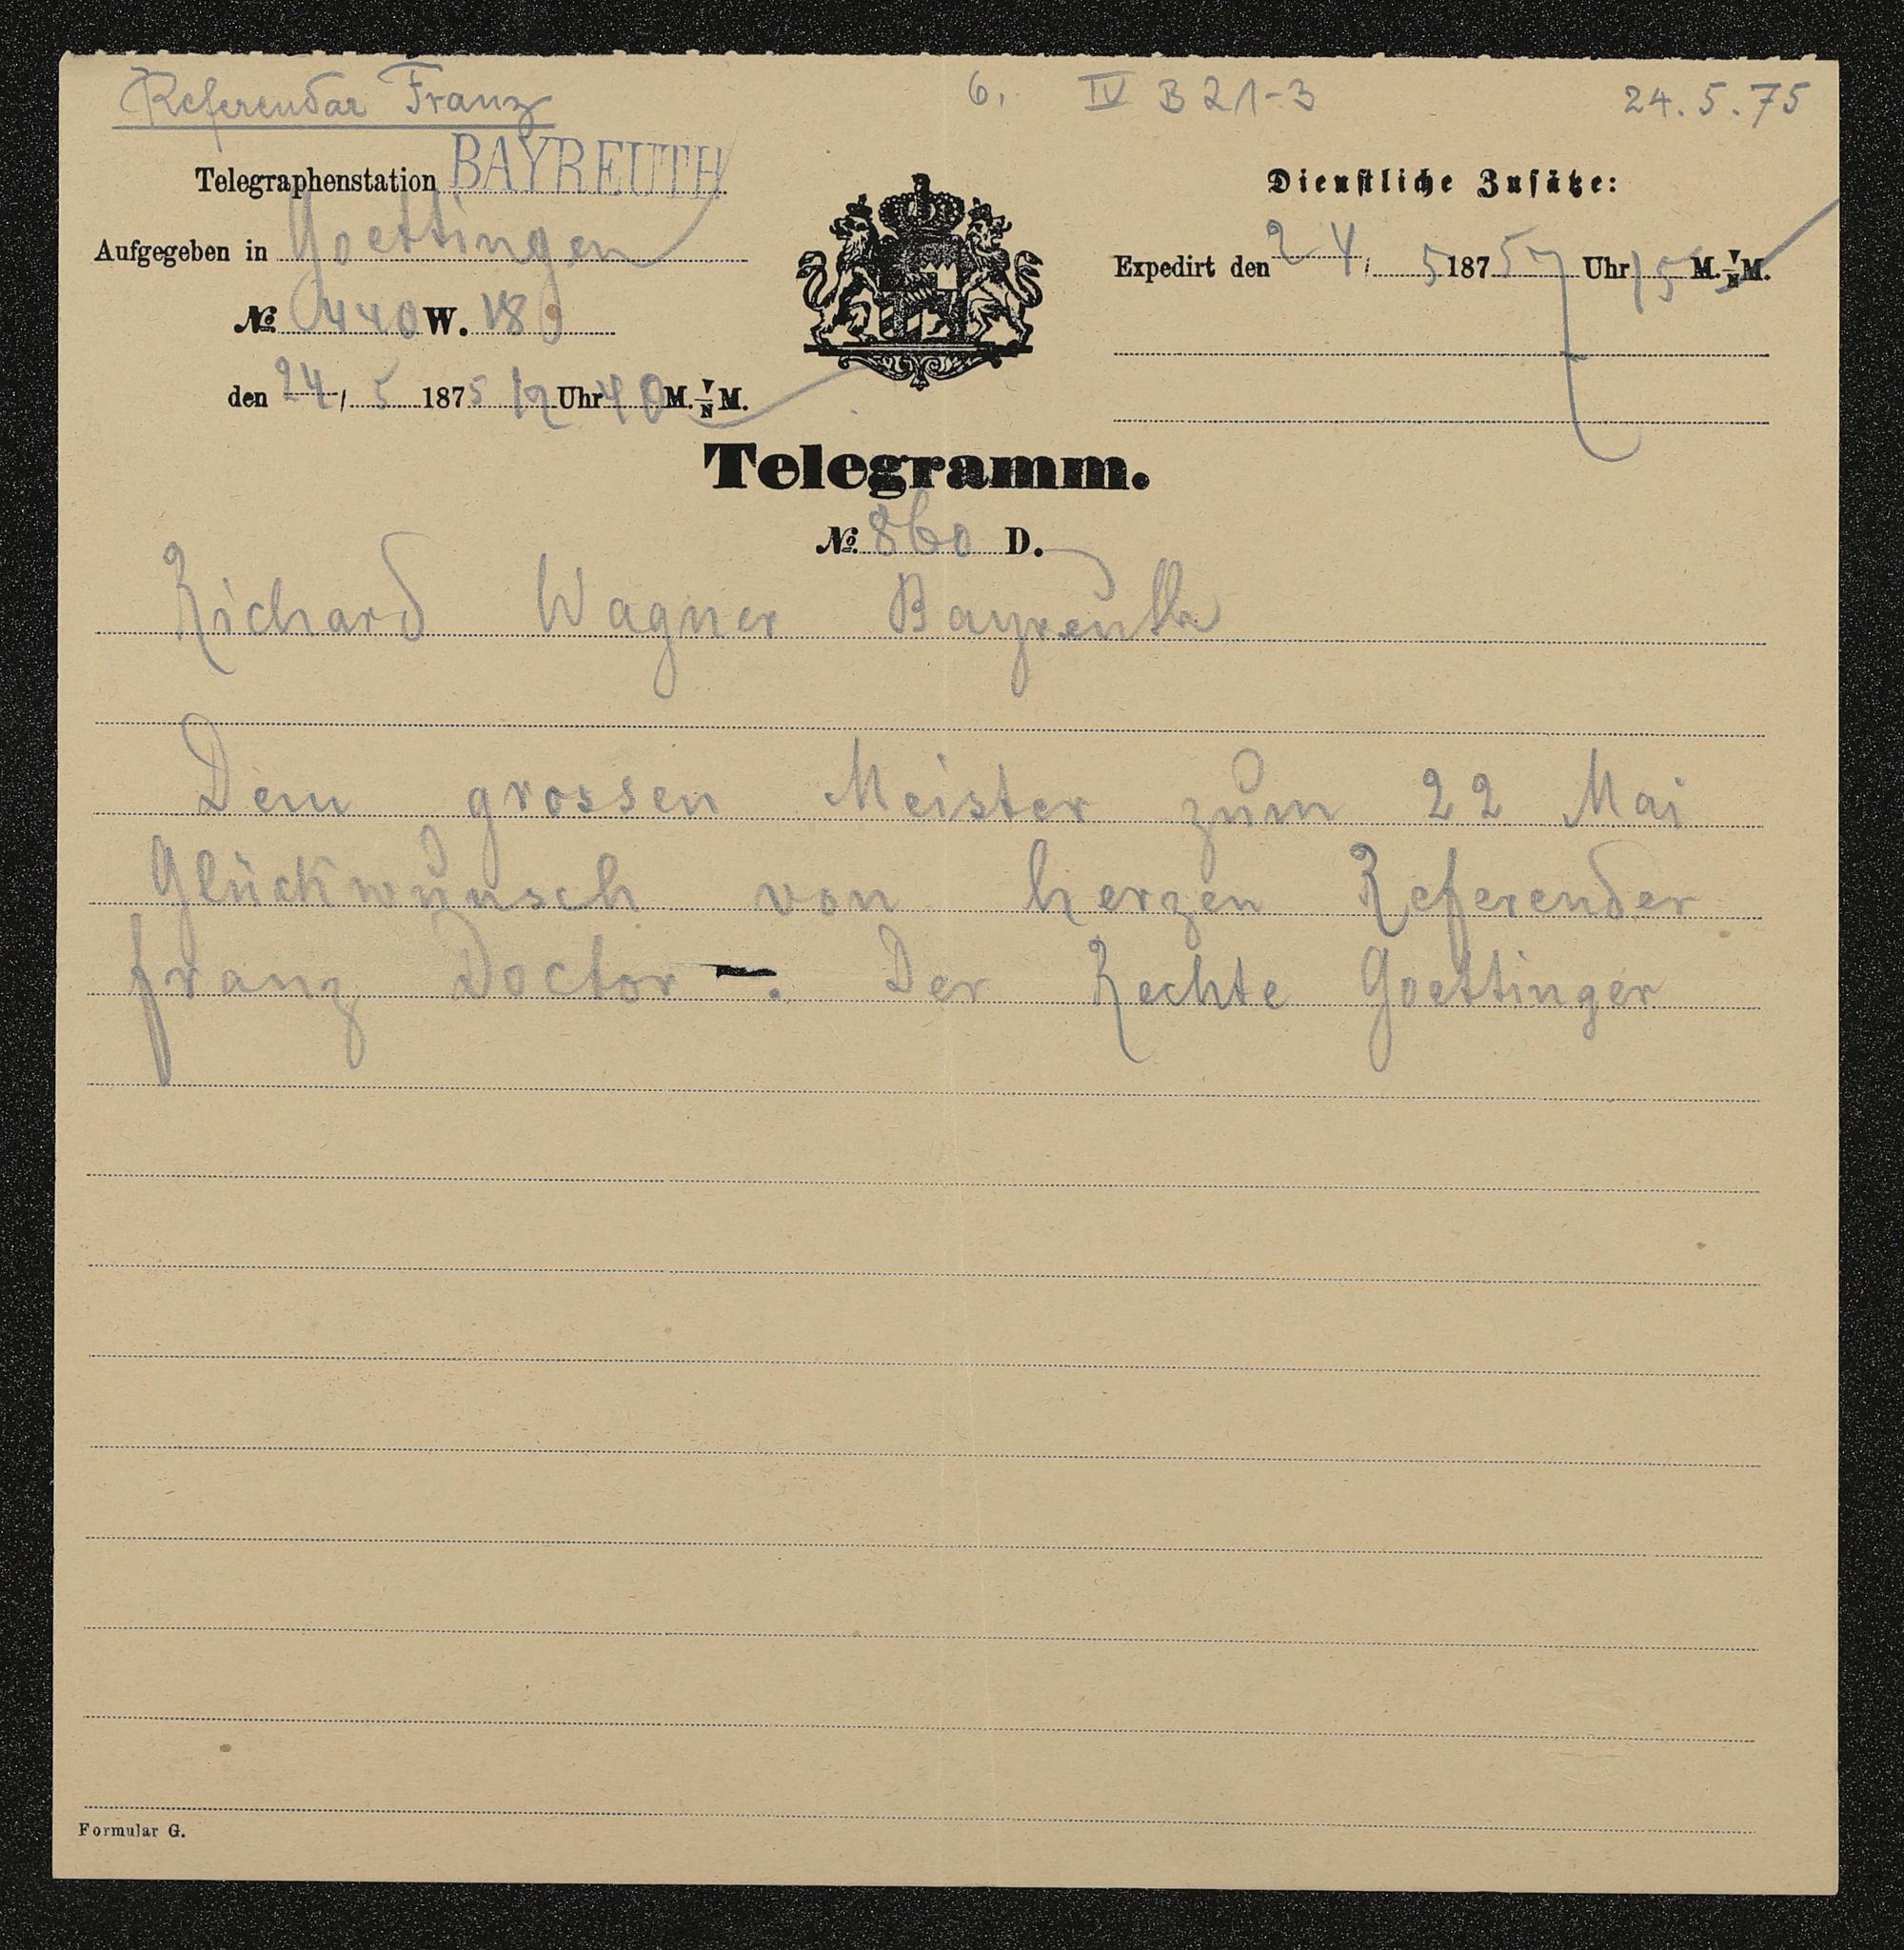 Referendar Franz 6. IV B 21-3 24.5.75
Telegraphenstation BAYREUTH
Dienstliche Zusätze:
Aufgegeben in Goettingen
Expedirt den 24/5 1875 7 Uhr 15 M. V/N M.
№ 440 W. 18
den 24/5 1875 12 Uhr 40 M. V/N M.
Telegramm.
№ 860 D.
Richard Wagner Bayreuth
Dem grossen Meister zum 22 Mai
Glückwunsch von herzen Referender
franz Doctor –. Der Rechte Goettinger
Formular G.